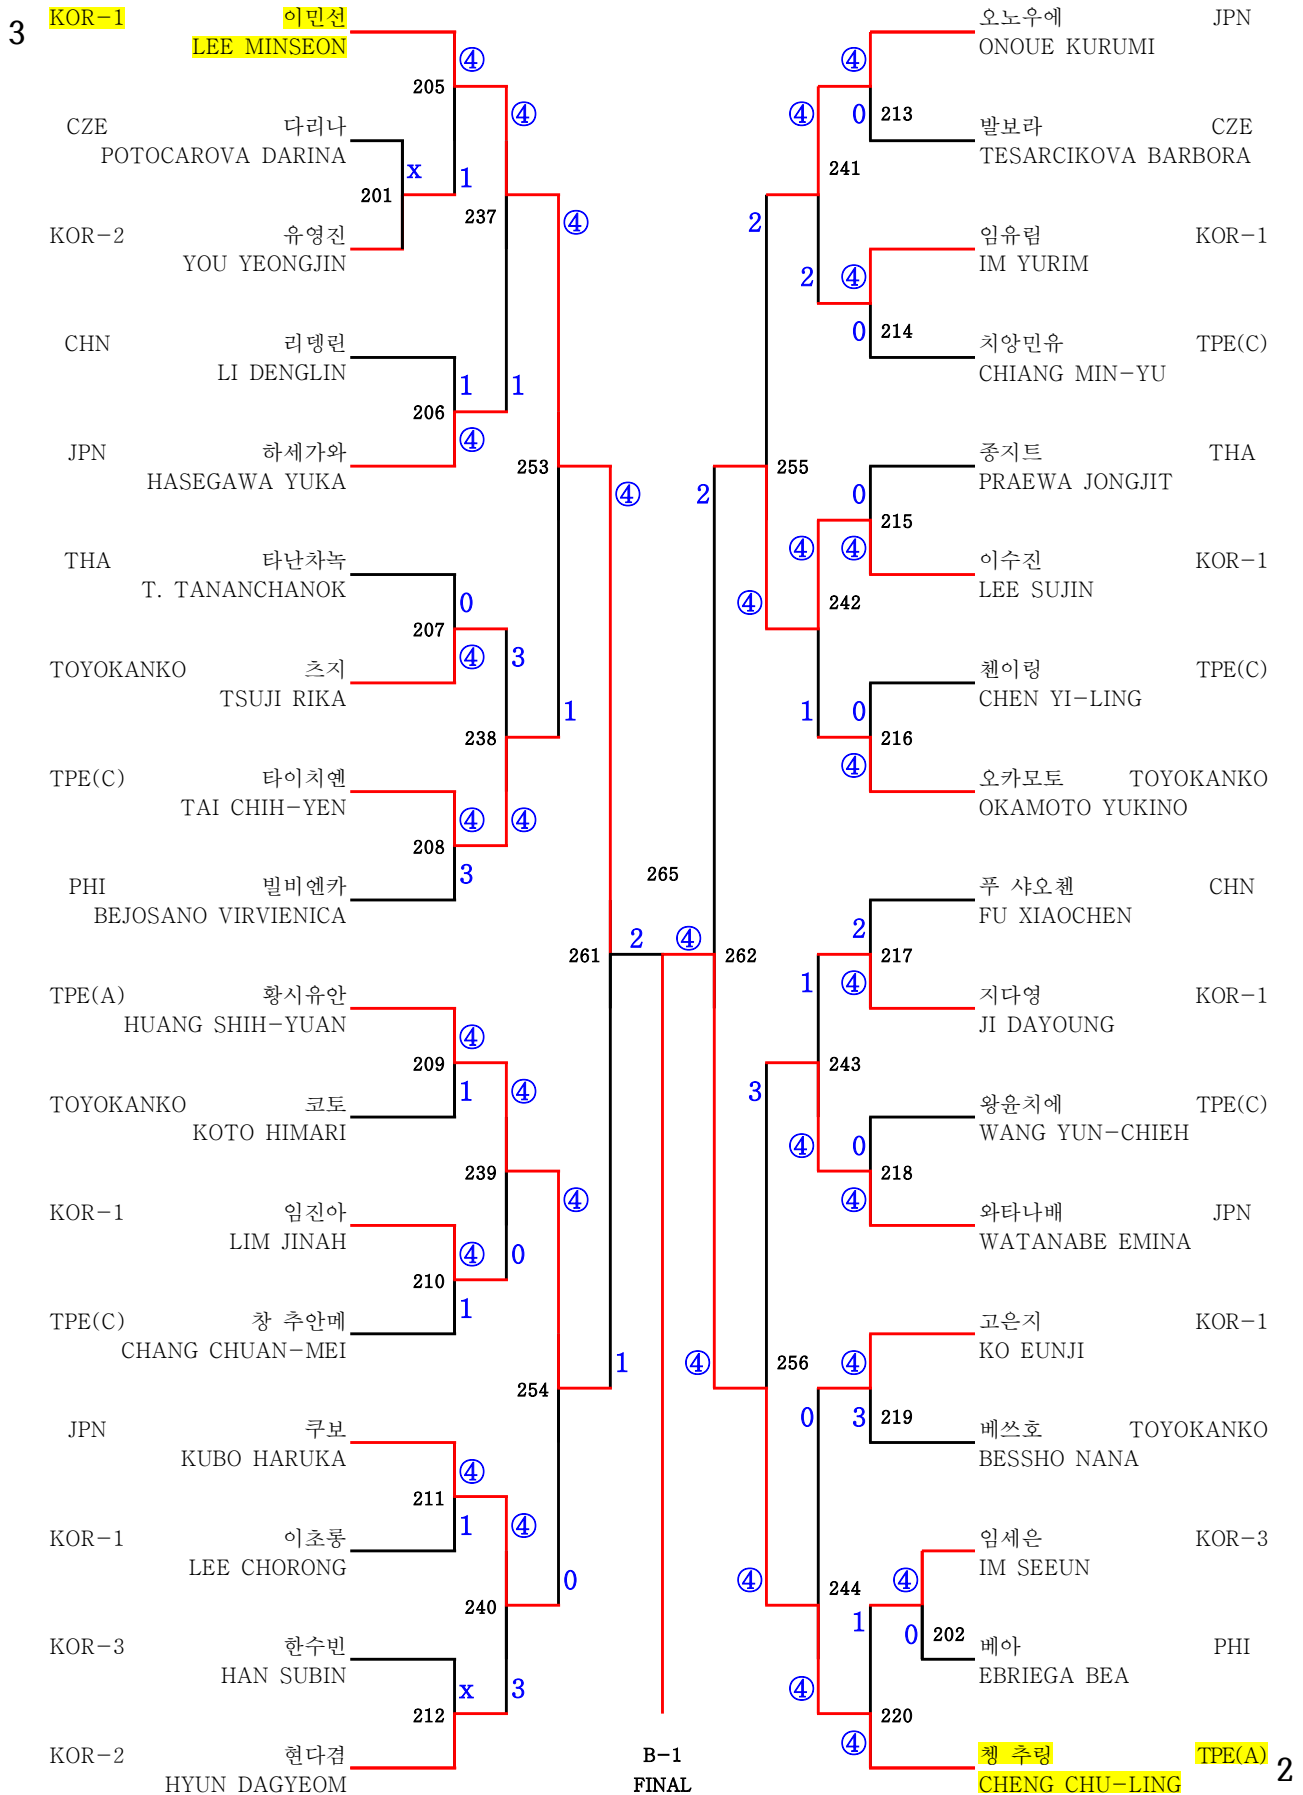 3
KOR-1 이민선
LEE MINSEON
④
205
④
CZE 다리나
POTOCAROVA DARINA
x
1
201
237
④
KOR-2 유영진
YOU YEONGJIN
CHN 리뎅린
LI DENGLIN
1
1
206
④
JPN 하세가와
HASEGAWA YUKA
253
④
THA 타난차녹
T. TANANCHANOK
0
207
④
3
TOYOKANKO 츠지
TSUJI RIKA
1
238
TPE(C) 타이치옌
TAI CHIH-YEN
④
④
208
3
PHI 빌비엔카
BEJOSANO VIRVIENICA
265
2
④
261
262
TPE(A) 황시유안
HUANG SHIH-YUAN
④
209
1
④
TOYOKANKO 코토
KOTO HIMARI
239
④
KOR-1 임진아
LIM JINAH
④
0
210
1
TPE(C) 창 추안메
CHANG CHUAN-MEI
1
254
JPN 쿠보
KUBO HARUKA
④
211
1
④
KOR-1 이초롱
LEE CHORONG
0
240
KOR-3 한수빈
HAN SUBIN
x
3
212
KOR-2 현다겸
HYUN DAGYEOM
B-1
FINAL
오노우에 JPN
ONOUE KURUMI
④
④
0
213
발보라 CZE
TESARCIKOVA BARBORA
241
2
임유림 KOR-1
IM YURIM
2
④
0
214
치앙민유 TPE(C)
CHIANG MIN-YU
255
2
종지트 THA
PRAEWA JONGJIT
0
215
④
④
이수진 KOR-1
LEE SUJIN
④
242
첸이링 TPE(C)
CHEN YI-LING
1
0
216
④
오카모토 TOYOKANKO
OKAMOTO YUKINO
푸 샤오첸 CHN
FU XIAOCHEN
2
217
1
④
지다영 KOR-1
JI DAYOUNG
243
3
왕윤치에 TPE(C)
WANG YUN-CHIEH
④
0
218
④
와타나배 JPN
WATANABE EMINA
고은지 KOR-1
KO EUNJI
④
256
④
0
3
219
베쓰호 TOYOKANKO
BESSHO NANA
임세은 KOR-3
IM SEEUN
④
④
244
1
0
202
베아 PHI
EBRIEGA BEA
④
220
④
쳉 추링 TPE(A)
CHENG CHU-LING
2